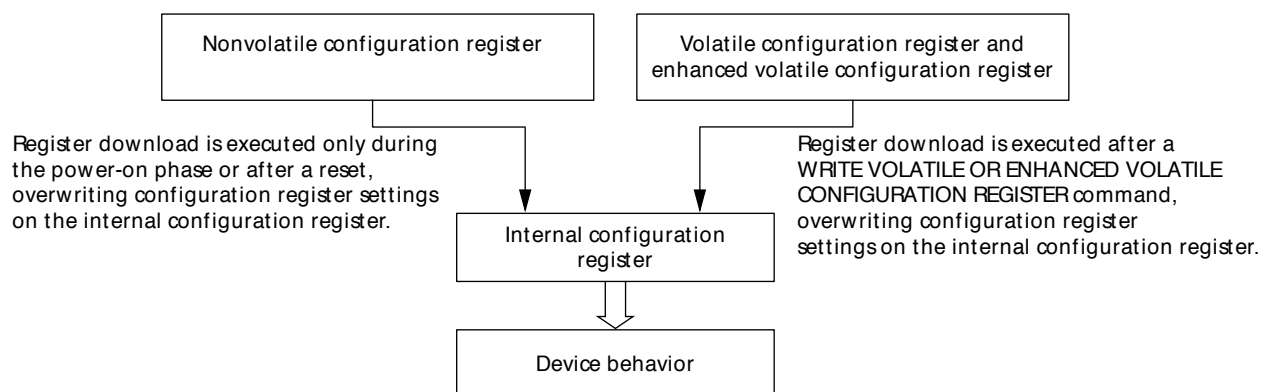 Nonvolatile configuration register
Volatile configuration register and
enhanced volatile configuration register
Register download is executed only during
the power-on phase or after a reset,
overwriting configuration register settings
on the internal configuration register.
Register download is executed after a
WRITE VOLATILE OR ENHANCED VOLATILE
CONFIGURATION REGISTER command,
overwriting configuration register
settings on the internal configuration register.
Internal configuration
register
Device behavior